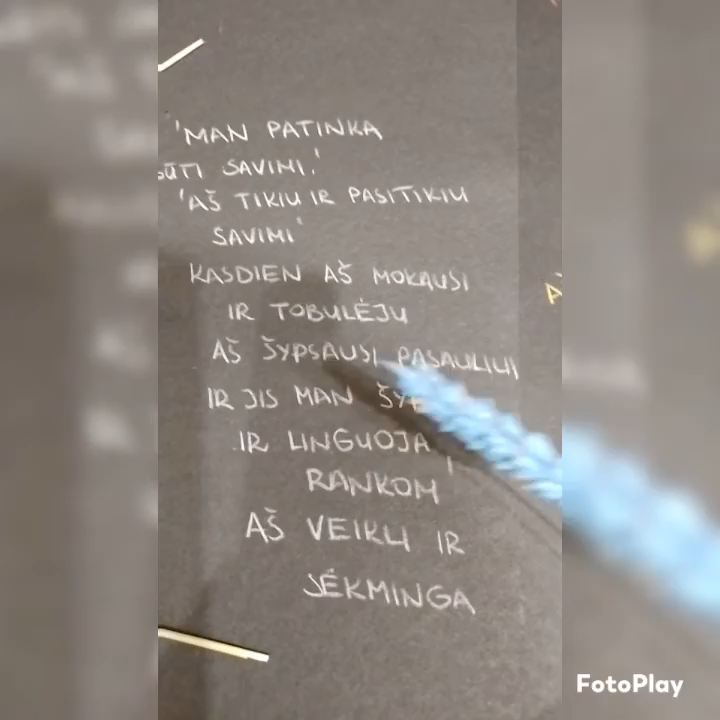 'MAN PATINKA
BŪTI SAVIMI.'
'AŠ TIKIU IR PASITIKIU
SAVIMI'
KASDIEN AŠ MOKAUSI
IR TOBULĖJU
AŠ ŠYPSAUSI PASAULIUI
IR JIS MAN
IR LINGUOJA
RANKOM'
AŠ VEIKLI IR
SĖKMINGA
FotoPlay